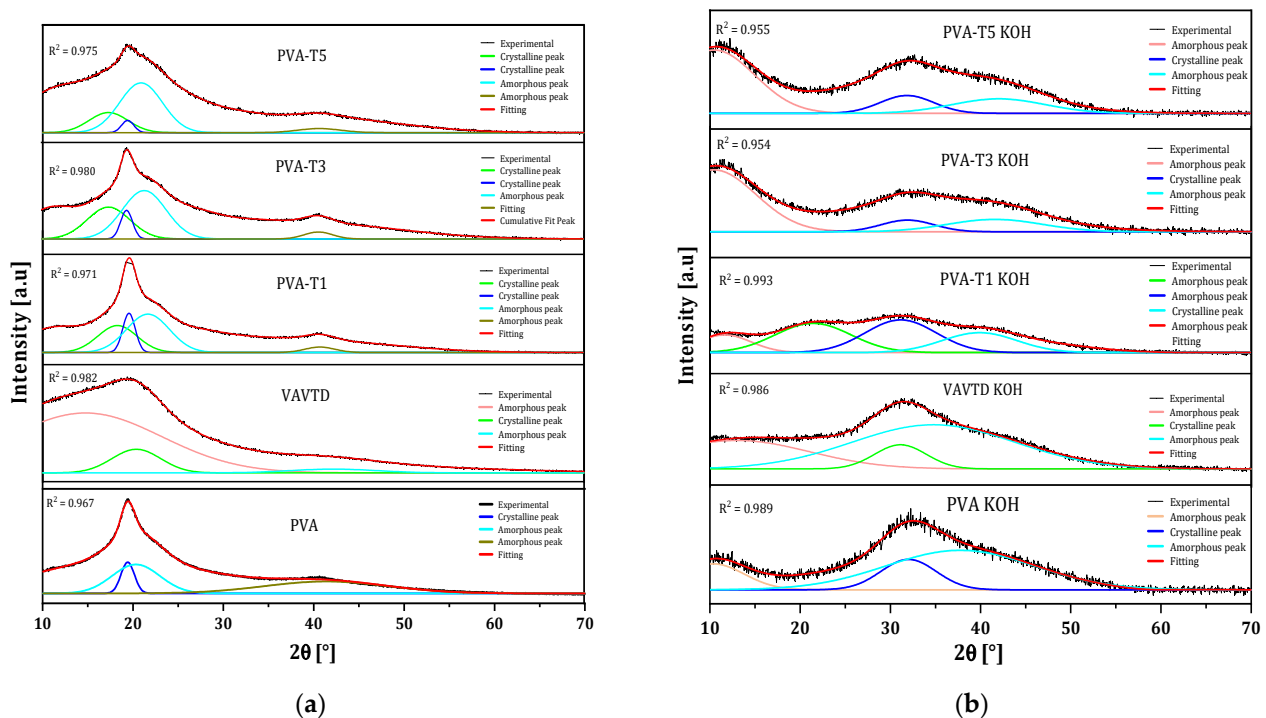 Intensity [a.u]
R² = 0.975
PVA-T5
Experimental
Crystalline peak
Crystalline peak
Amorphous peak
Amorphous peak
Fitting
R² = 0.980
PVA-T3
Experimental
Crystalline peak
Crystalline peak
Amorphous peak
Fitting
Cumulative Fit Peak
R² = 0.971
PVA-T1
Experimental
Crystalline peak
Crystalline peak
Amorphous peak
Amorphous peak
Fitting
R² = 0.982
VAVTD
Experimental
Amorphous peak
Crystalline peak
Amorphous peak
Fitting
R² = 0.967
PVA
Experimental
Crystalline peak
Amorphous peak
Amorphous peak
Fitting
10 20 30 40 50 60 70
2θ [°]
(a)
Intensity [a.u]
R² = 0.955
PVA-T5 KOH
Experimental
Amorphous peak
Crystalline peak
Amorphous peak
Fitting
R² = 0.954
PVA-T3 KOH
Experimental
Amorphous peak
Crystalline peak
Amorphous peak
Fitting
R² = 0.993
PVA-T1 KOH
Experimental
Amorphous peak
Amorphous peak
Crystalline peak
Amorphous peak
Fitting
R² = 0.986
VAVTD KOH
Experimental
Amorphous peak
Crystalline peak
Amorphous peak
Fitting
R² = 0.989
PVA KOH
Experimental
Amorphous peak
Crystalline peak
Amorphous peak
Fitting
10 20 30 40 50 60 70
2θ [°]
(b)